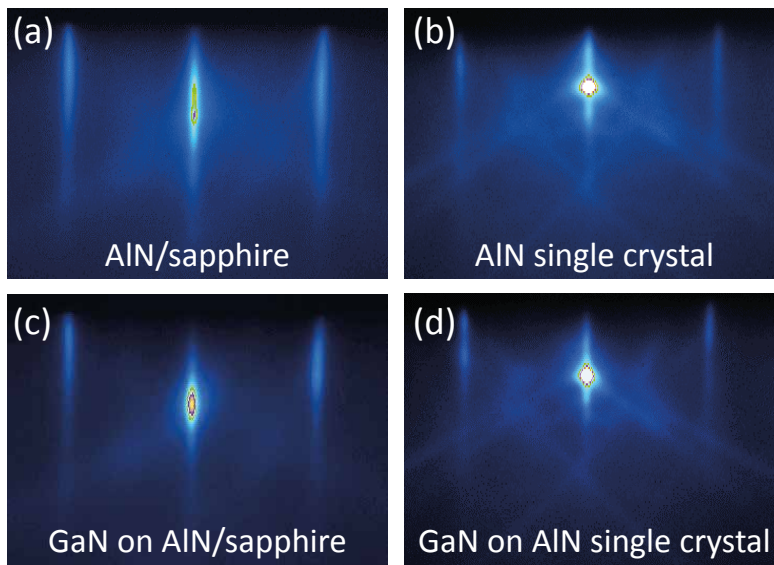 (a)
AlN/sapphire
(b)
AlN single crystal
(c)
GaN on AlN/sapphire
(d)
GaN on AlN single crystal